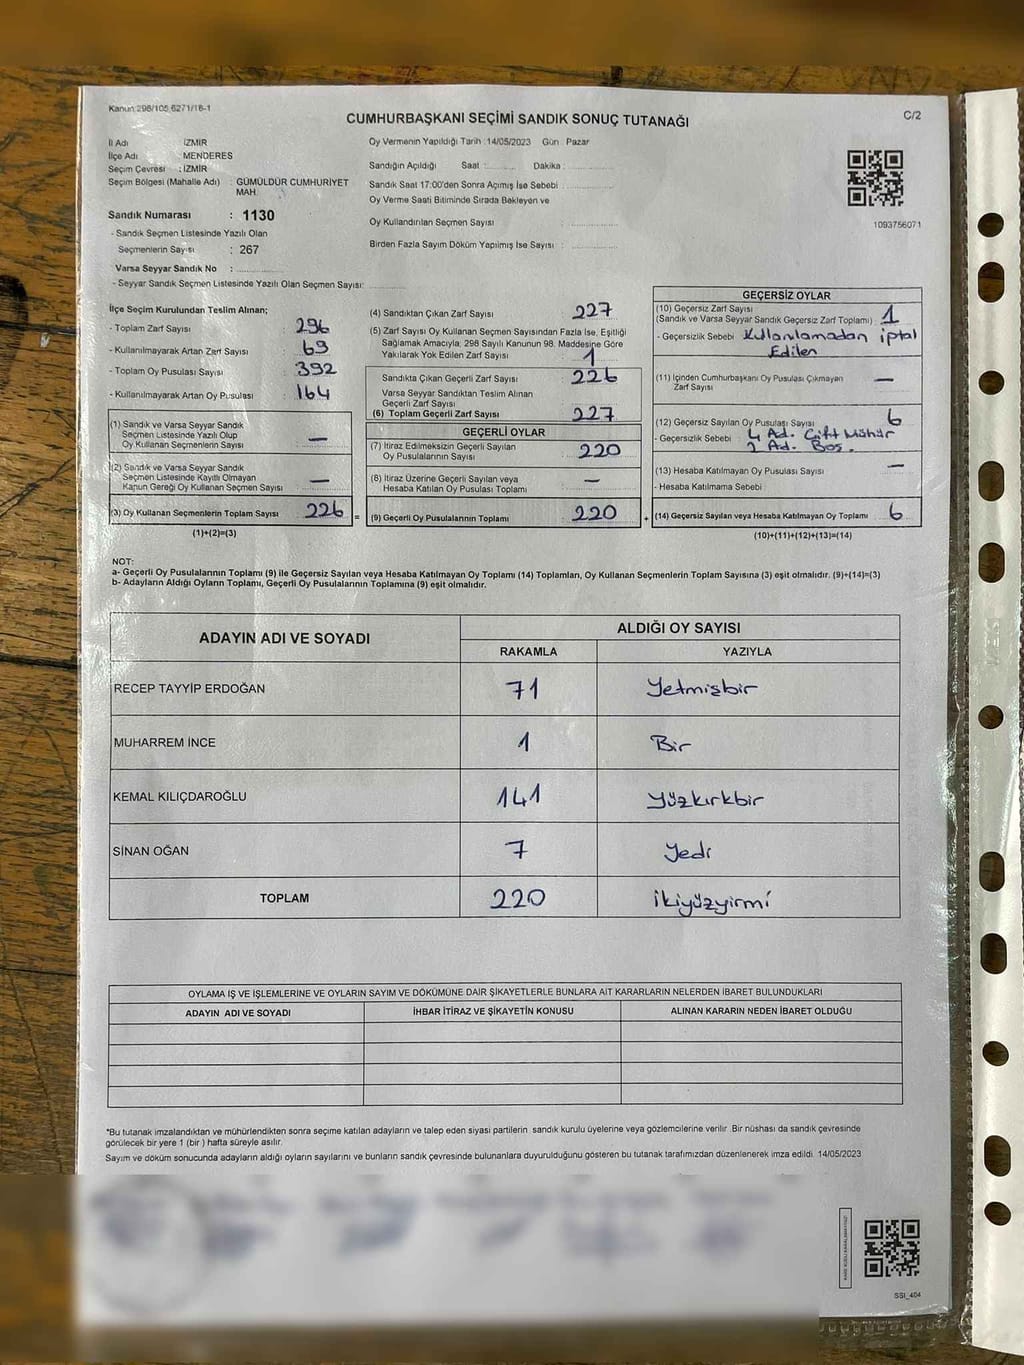 Kanun 298/105,6271/18-1
CUMHURBAŞKANI SEÇİMİ SANDIK SONUÇ TUTANAĞI
C/2
İl Adı İZMİR
İlçe Adı : MENDERES
Seçim Çevresi : İZMİR
Seçim Bölgesi (Mahalle Adı) : GÜMÜLDÜR CUMHURİYET
MAH.
Sandık Numarası : 1130
- Sandık Seçmen Listesinde Yazılı Olan
Seçmenlerin Sayısı : 267
Varsa Seyyar Sandık No :
- Seyyar Sandık Seçmen Listesinde Yazılı Olan Seçmen Sayısı:
Oy Vermenin Yapıldığı Tarih :14/05/2023 Gün : Pazar
Sandığın Açıldığı Saat : Dakika :
Sandık Saat 17:00'den Sonra Açımış İse Sebebi :
Oy Verme Saati Bitiminde Sırada Bekleyen ve
Oy Kullandırılan Seçmen Sayısı :
Birden Fazla Sayım Döküm Yapılmış İse Sayısı :
1093756071
İlçe Seçim Kurulundan Teslim Alınan;
- Toplam Zarf Sayısı : 296
- Kullanılmayarak Artan Zarf Sayısı : 69
- Toplam Oy Pusulası Sayısı : 392
- Kullanılmayarak Artan Oy Pusulası : 164
(1) Sandık ve Varsa Seyyar Sandık
Seçmen Listesinde Yazılı Olup
Oy Kullanan Seçmenlerin Sayısı —
(2) Sandık ve Varsa Seyyar Sandık
Seçmen Listesinde Kayıtlı Olmayan
Kanun Gereği Oy Kullanan Seçmen Sayısı —
(3) Oy Kullanan Seçmenlerin Toplam Sayısı 226 =
(1)+(2)=(3)
(4) Sandıktan Çıkan Zarf Sayısı : 227
(5) Zarf Sayısı Oy Kullanan Seçmen Sayısından Fazla İse, Eşitliği
Sağlamak Amacıyla; 298 Sayılı Kanunun 98. Maddesine Göre
Yakılarak Yok Edilen Zarf Sayısı : 1
Sandıkta Çıkan Geçerli Zarf Sayısı : 226
Varsa Seyyar Sandıktan Teslim Alınan
Geçerli Zarf Sayısı
(6) Toplam Geçerli Zarf Sayısı : 227
GEÇERLİ OYLAR
(7) İtiraz Edilmeksizin Geçerli Sayılan
Oy Pusulalarının Sayısı : 220
(8) İtiraz Üzerine Geçerli Sayılan veya
Hesaba Katılan Oy Pusulası Toplamı : —
(9) Geçerli Oy Pusulalarının Toplamı : 220 +
GEÇERSİZ OYLAR
(10) Geçersiz Zarf Sayısı
(Sandık ve Varsa Seyyar Sandık Geçersiz Zarf Toplamı) : 1
- Geçersizlik Sebebi Kullanılamadan iptal
Edilen
(11) İçinden Cumhurbaşkanı Oy Pusulası Çıkmayan
Zarf Sayısı —
(12) Geçersiz Sayılan Oy Pusulası Sayısı : 6
- Geçersizlik Sebebi : 4 Ad. Çift Mühür
2 Ad. Boş.
(13) Hesaba Katılmayan Oy Pusulası Sayısı —
- Hesaba Katılmama Sebebi
(14) Geçersiz Sayılan veya Hesaba Katılmayan Oy Toplamı 6
(10)+(11)+(12)+(13)=(14)
NOT:
a- Geçerli Oy Pusulalarının Toplamı (9) ile Geçersiz Sayılan veya Hesaba Katılmayan Oy Toplamı (14) Toplamları, Oy Kullanan Seçmenlerin Toplam Sayısına (3) eşit olmalıdır. (9)+(14)=(3)
b- Adayların Aldığı Oyların Toplamı, Geçerli Oy Pusulalarının Toplamına (9) eşit olmalıdır.
ADAYIN ADI VE SOYADI ALDIĞI OY SAYISI
RAKAMLA YAZIYLA
RECEP TAYYİP ERDOĞAN 71 Yetmişbir
MUHARREM İNCE 1 Bir
KEMAL KILIÇDAROĞLU 141 Yüzkırkbir
SİNAN OĞAN 7 Yedi
TOPLAM 220 ikiyüzyirmi
OYLAMA İŞ VE İŞLEMLERİNE VE OYLARIN SAYIM VE DÖKÜMÜNE DAİR ŞİKAYETLERLE BUNLARA AİT KARARLARIN NELERDEN İBARET BULUNDUKLARI
ADAYIN ADI VE SOYADI İHBAR İTİRAZ VE ŞİKAYETİN KONUSU ALINAN KARARIN NEDEN İBARET OLDUĞU
*Bu tutanak imzalandıktan ve mühürlendikten sonra seçime katılan adayların ve talep eden siyasi partilerin sandık kurulu üyelerine veya gözlemcilerine verilir .Bir nüshası da sandık çevresinde
görülecek bir yere 1 (bir ) hafta süreyle asılır.
Sayım ve döküm sonucunda adayların aldığı oyların sayılarını ve bunların sandık çevresinde bulunanlara duyurulduğunu gösteren bu tutanak tarafımızdan düzenlenerek imza edildi. 14/05/2023
SSI_404